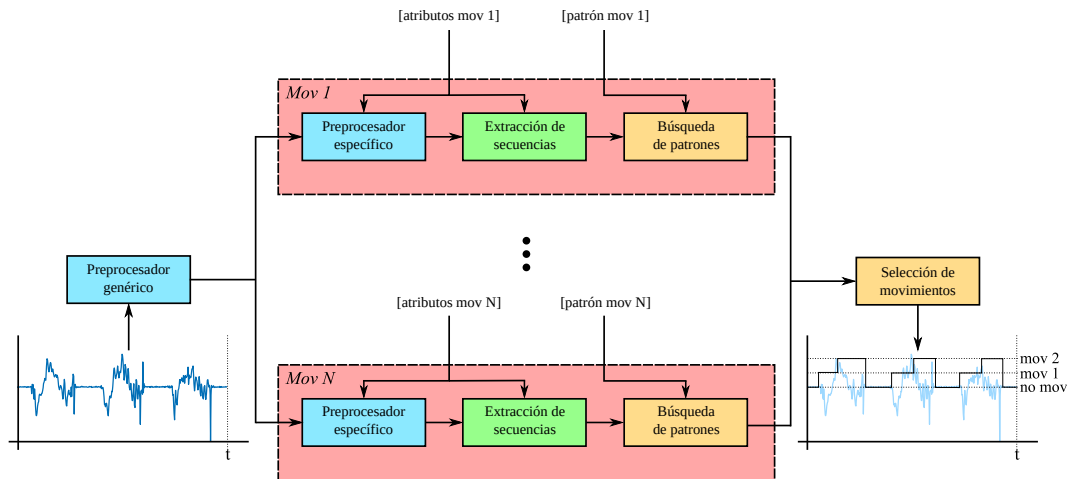 [atributos mov 1]
[patrón mov 1]
Mov 1
Preprocesador
específico
Extracción de
secuencias
Búsqueda
de patrones
Preprocesador
genérico
Selección de
movimientos
[atributos mov N]
[patrón mov N]
Mov N
Preprocesador
específico
Extracción de
secuencias
Búsqueda
de patrones
mov 2
mov 1
no mov
t
t